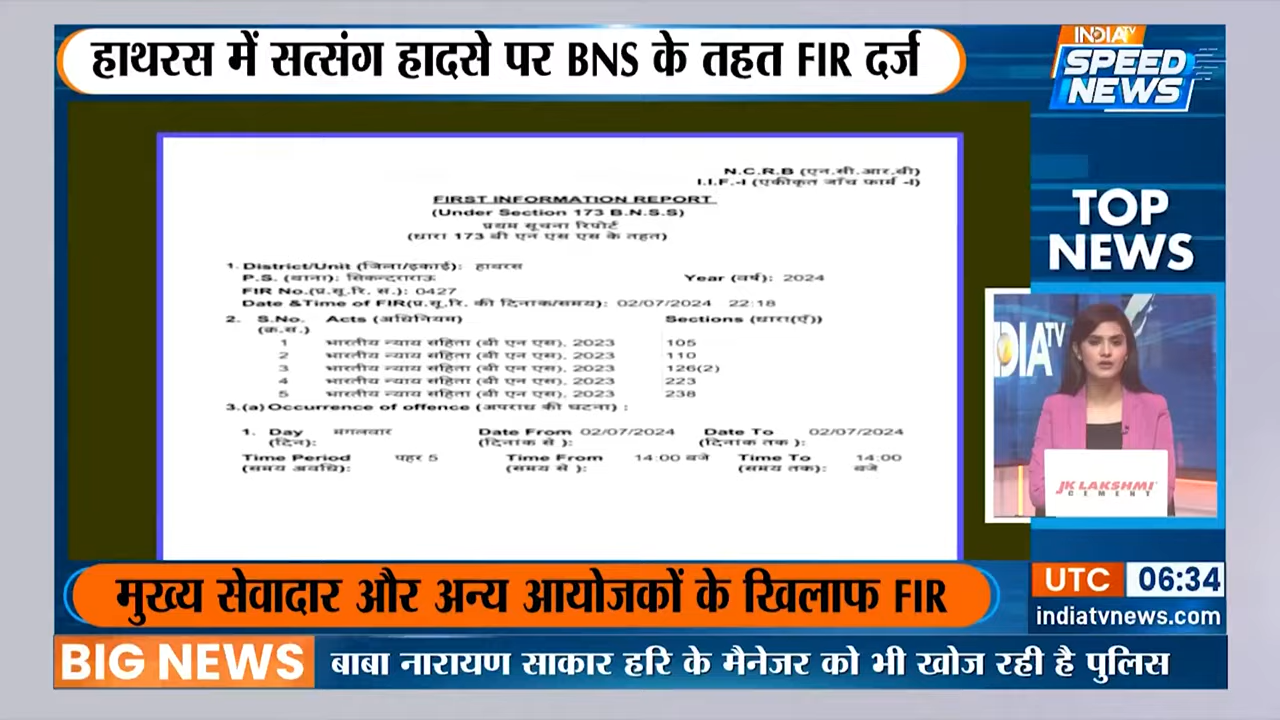 हाथरस में सत्संग हादसे पर BNS के तहत FIR दर्ज
INDIA TV
SPEED
NEWS
N.C.R.B (एन.सी.आर.बी)
I.I.F.-I (एकीकृत जाँच फार्म -I)
FIRST INFORMATION REPORT
(Under Section 173 B.N.S.S)
प्रथम सूचना रिपोर्ट
(धारा 173 बी एन एस एस के तहत)
1. District/Unit (जिला/इकाई): हाथरस
P.S. (थाना): सिकन्दराराऊ Year (वर्ष): 2024
FIR No.(प्र.सू.रि. सं.): 0427
Date &Time of FIR(प्र.सू.रि. की दिनांक/समय): 02/07/2024 22:18
2. S.No. Acts (अधिनियम) Sections (धारा(एँ))
(क्र.सं.)
1 भारतीय न्याय संहिता (बी एन एस), 2023 105
2 भारतीय न्याय संहिता (बी एन एस), 2023 110
3 भारतीय न्याय संहिता (बी एन एस), 2023 126(2)
4 भारतीय न्याय संहिता (बी एन एस), 2023 223
5 भारतीय न्याय संहिता (बी एन एस), 2023 238
3.(a) Occurrence of offence (अपराध की घटना) :
1. Day मंगलवार Date From 02/07/2024 Date To 02/07/2024
(दिन): (दिनांक से ): (दिनांक तक ):
Time Period पहर 5 Time From 14:00 बजे Time To 14:00
(समय अवधि): (समय से ): (समय तक): बजे
TOP
NEWS
INDIA TV
JK LAKSHMI
CEMENT
मुख्य सेवादार और अन्य आयोजकों के खिलाफ FIR
UTC 06:34
indiatvnews.com
BIG NEWS बाबा नारायण साकार हरि के मैनेजर को भी खोज रही है पुलिस